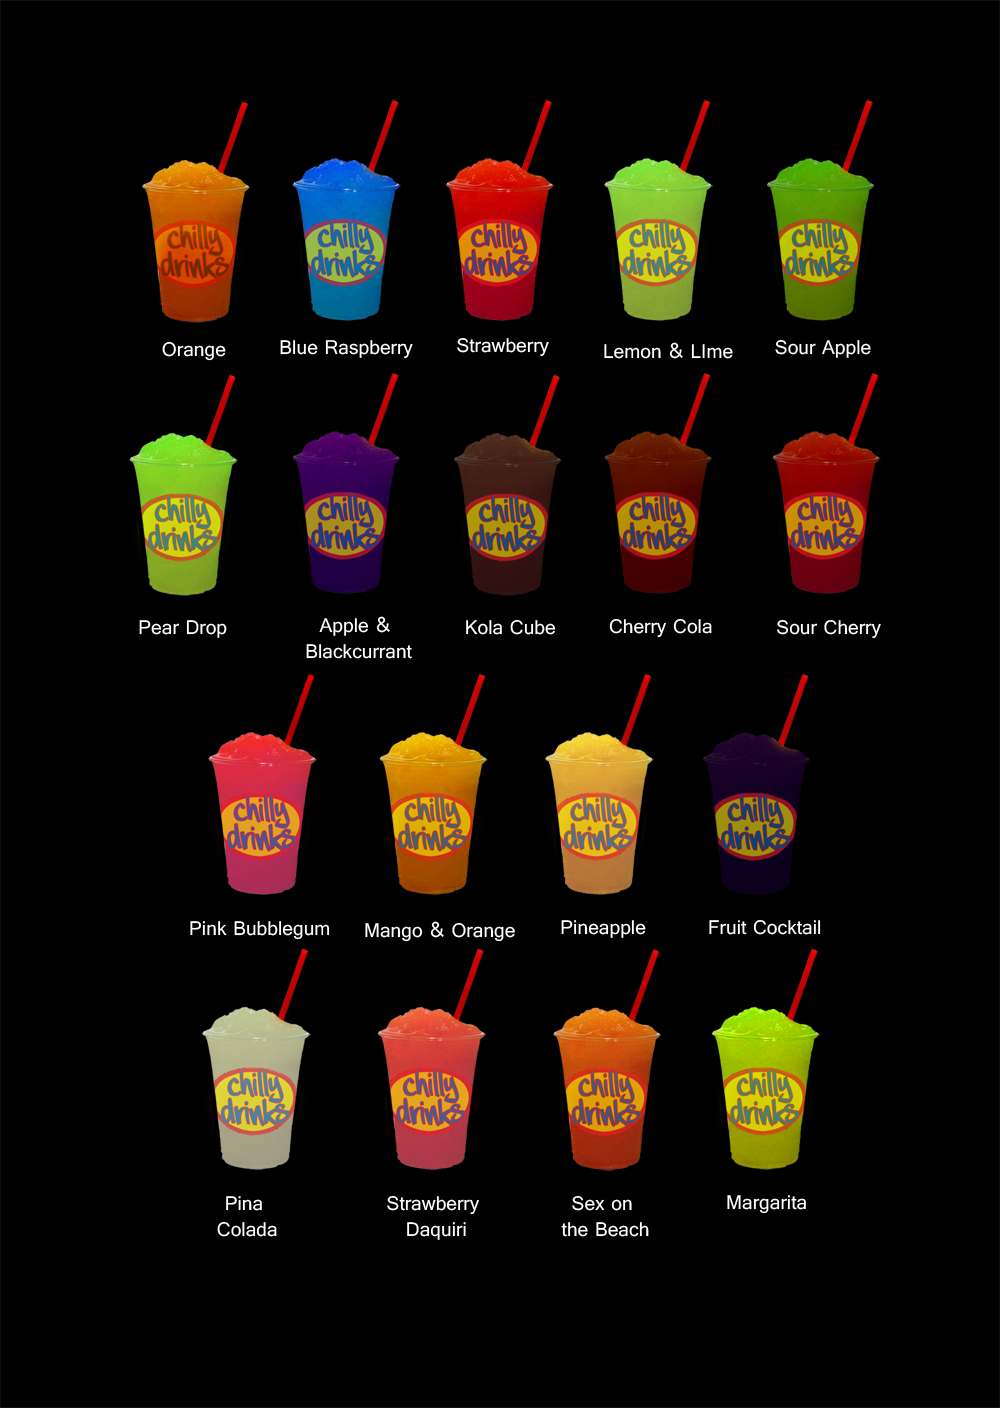 chilly
drinks
chilly
drinks
chilly
drinks
chilly
drinks
chilly
drinks
Orange
Blue Raspberry
Strawberry
Lemon & LIme
Sour Apple
chilly
drinks
chilly
drinks
chilly
drinks
chilly
drinks
chilly
drinks
Pear Drop
Apple &
Blackcurrant
Kola Cube
Cherry Cola
Sour Cherry
chilly
drinks
chilly
drinks
chilly
drinks
chilly
drinks
Pink Bubblegum
Mango & Orange
Pineapple
Fruit Cocktail
chilly
drinks
chilly
drinks
chilly
drinks
chilly
drinks
Pina
Colada
Strawberry
Daquiri
Sex on
the Beach
Margarita